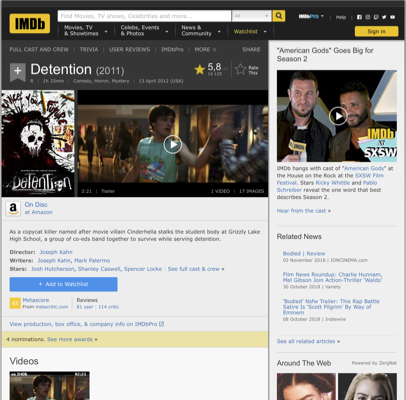 IMDb
Find Movies, TV shows, Celebrities and more...
All
IMDbPro
Help
Movies, TV & Showtimes
Celebs, Events & Photos
News & Community
Watchlist
Sign in
FULL CAST AND CREW | TRIVIA | USER REVIEWS | IMDbPro | MORE
SHARE
Detention (2011)
5,8
Rate This
1h 33min | Comedy, Horror, Mystery | 13 April 2012 (USA)
DETENTION
2:21 | Trailer
1 VIDEO | 17 IMAGES
On Disc
at Amazon
As a copycat killer named after movie villain Cinderhella stalks the student body at Grizzly Lake
High School, a group of co-eds band together to survive while serving detention.
Director: Joseph Kahn
Writers: Joseph Kahn, Mark Palermo
Stars: Josh Hutcherson, Shanley Caswell, Spencer Locke | See full cast & crew »
+ Add to Watchlist
Metascore
From metacritic.com
Reviews
81 user | 114 critic
View production, box office, & company info on IMDbPro
4 nominations. See more awards »
Videos
"American Gods" Goes Big for
Season 2
IMDb
at
SXSW
IMDb hangs with cast of "American Gods" at
the House on the Rock at the SXSW Film
Festival. Stars Ricky Whittle and Pablo
Schreiber reveal the one word that best
describes Season 2.
Hear from the cast »
Related News
Bodied | Review
03 November 2018 | IONCINEMA.com
Film News Roundup: Charlie Hunnam,
Mel Gibson Join Action-Thriller 'Waldo'
30 October 2018 | Variety
'Bodied' Nsfw Trailer: This Rap Battle
Satire Is 'Scott Pilgrim' By Way of
Eminem
08 October 2018 | Indiewire
See all related articles »
Around The Web
Powered by ZergNet